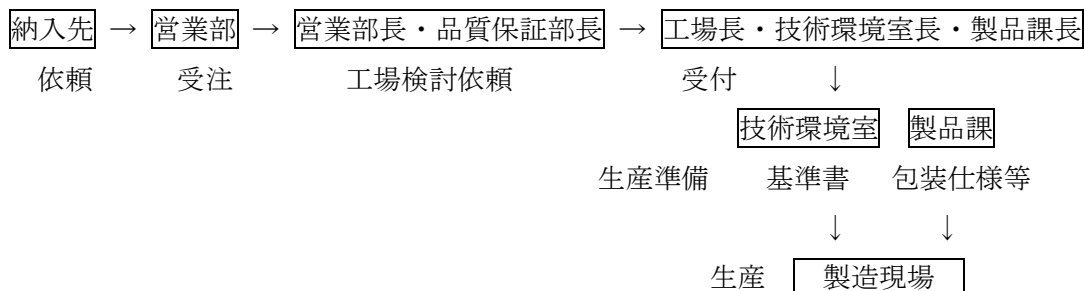 納入先 → 営業部 → 営業部長・品質保証部長 → 工場長・技術環境室長・製品課長
依頼 受注 工場検討依頼 受付 ↓
技術環境室 製品課
生産準備 基準書 包装仕様等
↓ ↓
生産 製造現場